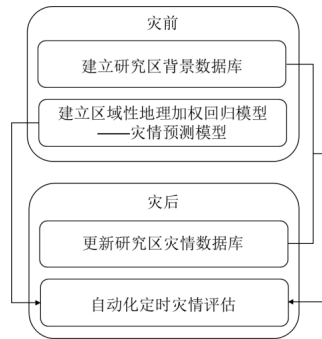 灾前
建立研究区背景数据库
建立区域性地理加权回归模型
——灾情预测模型
灾后
更新研究区灾情数据库
自动化定时灾情评估